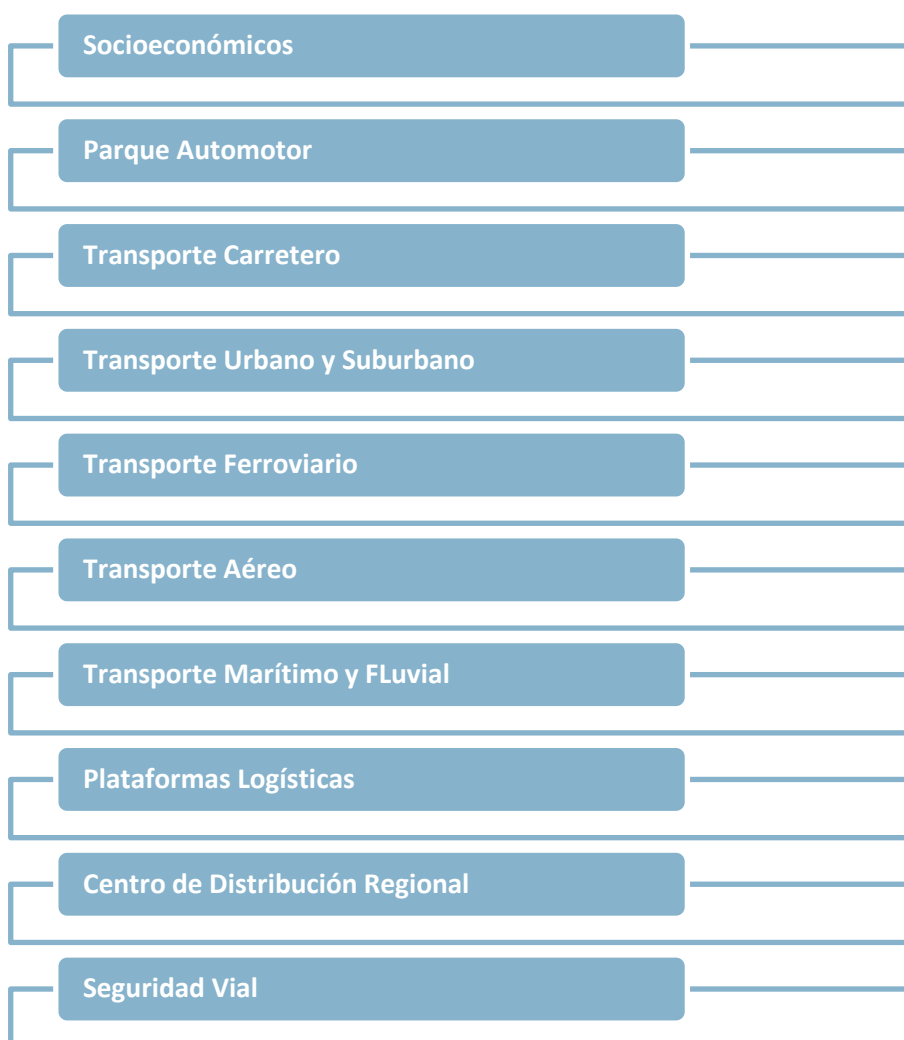 Socioeconómicos
Parque Automotor
Transporte Carretero
Transporte Urbano y Suburbano
Transporte Ferroviario
Transporte Aéreo
Transporte Marítimo y FLuvial
Plataformas Logísticas
Centro de Distribución Regional
Seguridad Vial